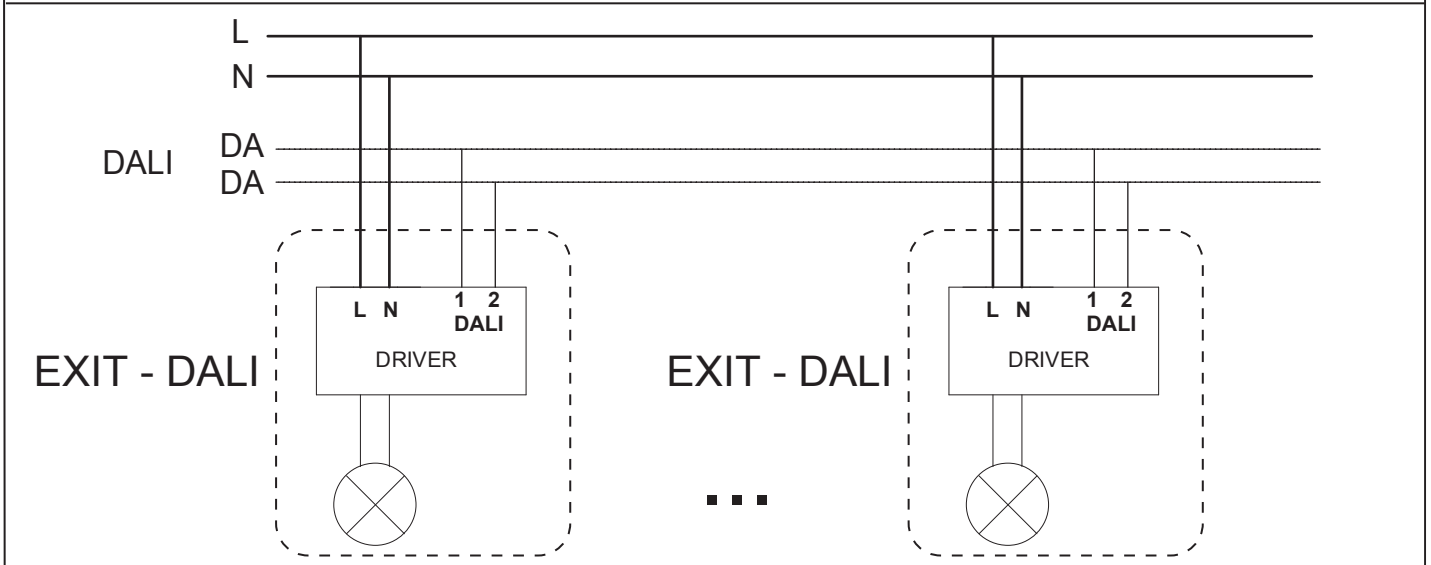 L
N
DALI
DA
DA
L N 1 2
DALI
DRIVER
EXIT - DALI
L N 1 2
DALI
DRIVER
EXIT - DALI